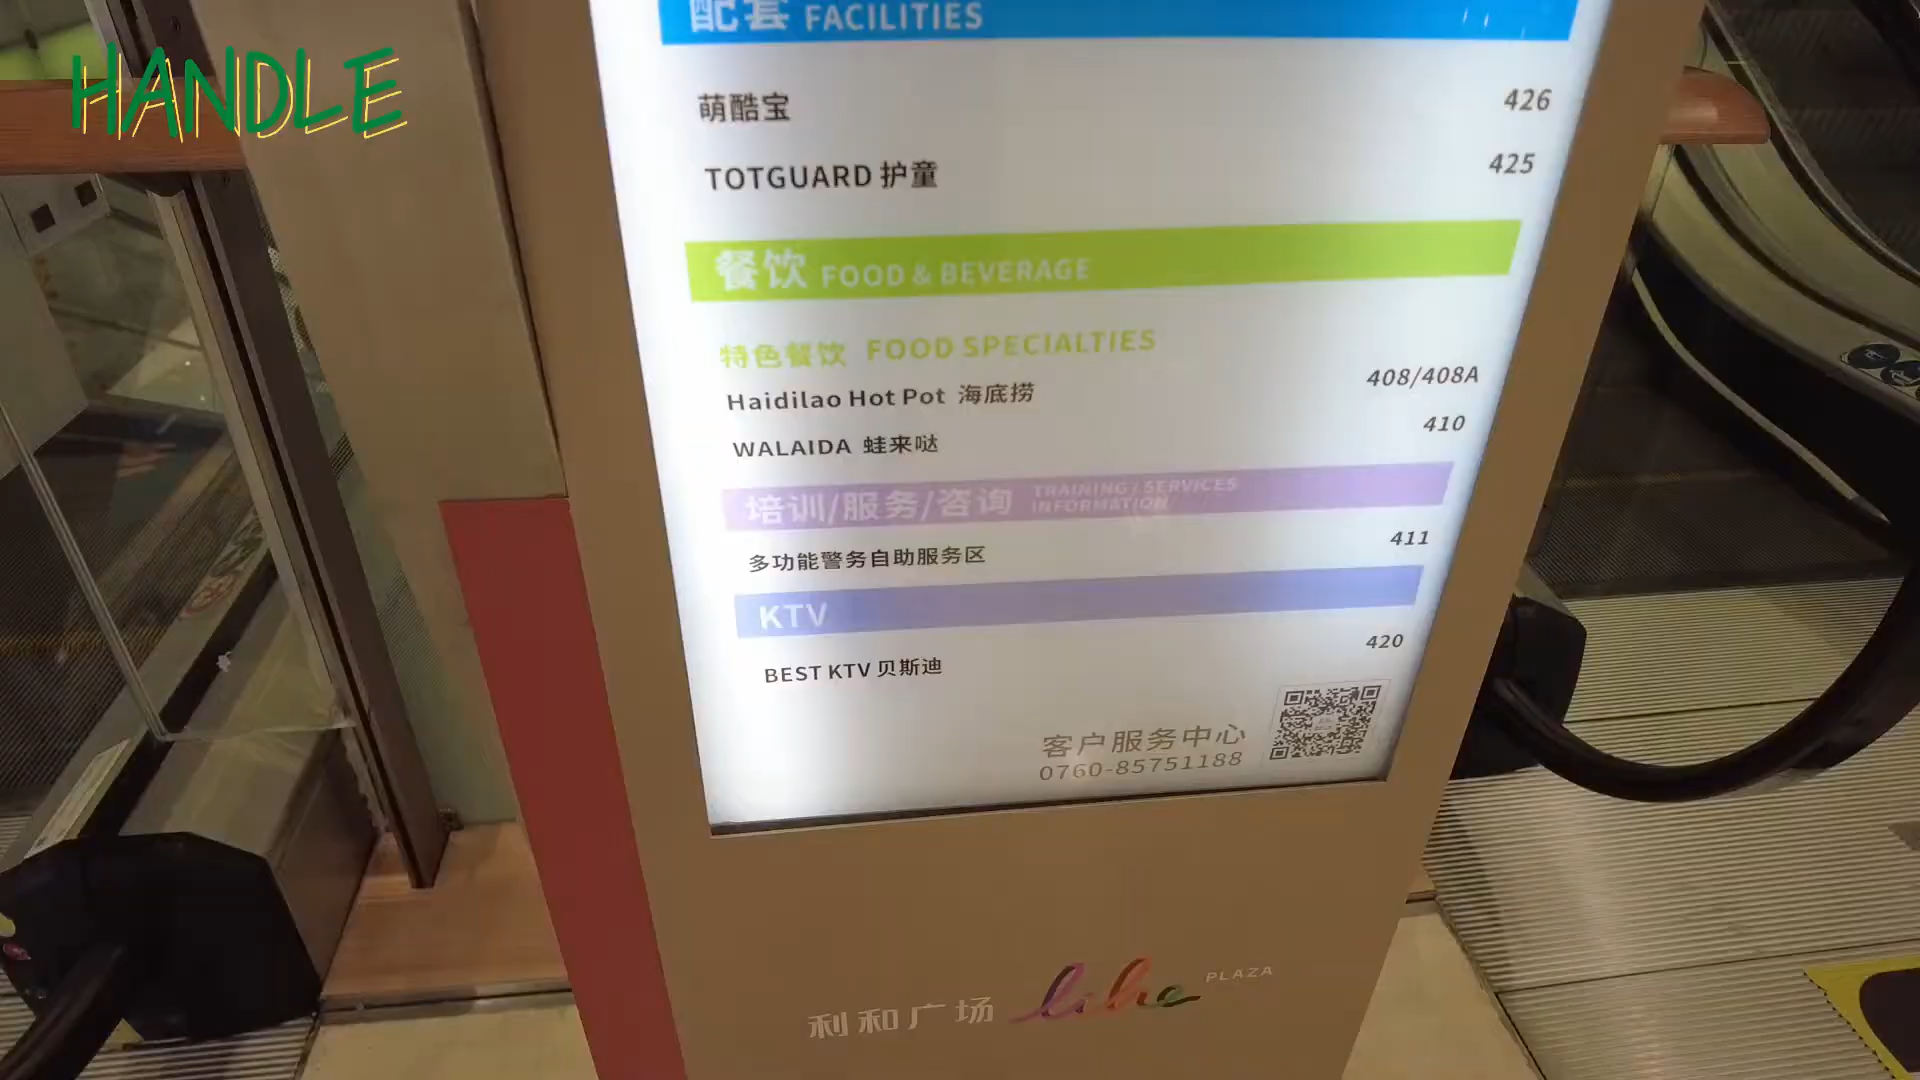 HANDLE
配套 FACILITIES
萌酷宝 426
TOTGUARD 护童 425
餐饮 FOOD & BEVERAGE
特色餐饮 FOOD SPECIALTIES
Haidilao Hot Pot 海底捞 408/408A
WALAIDA 蛙来哒 410
培训/服务/咨询 TRAINING / SERVICES
INFORMATION
多功能警务自助服务区 411
KTV
BEST KTV 贝斯迪 420
客户服务中心
0760-85751188
利和广场 lihe PLAZA